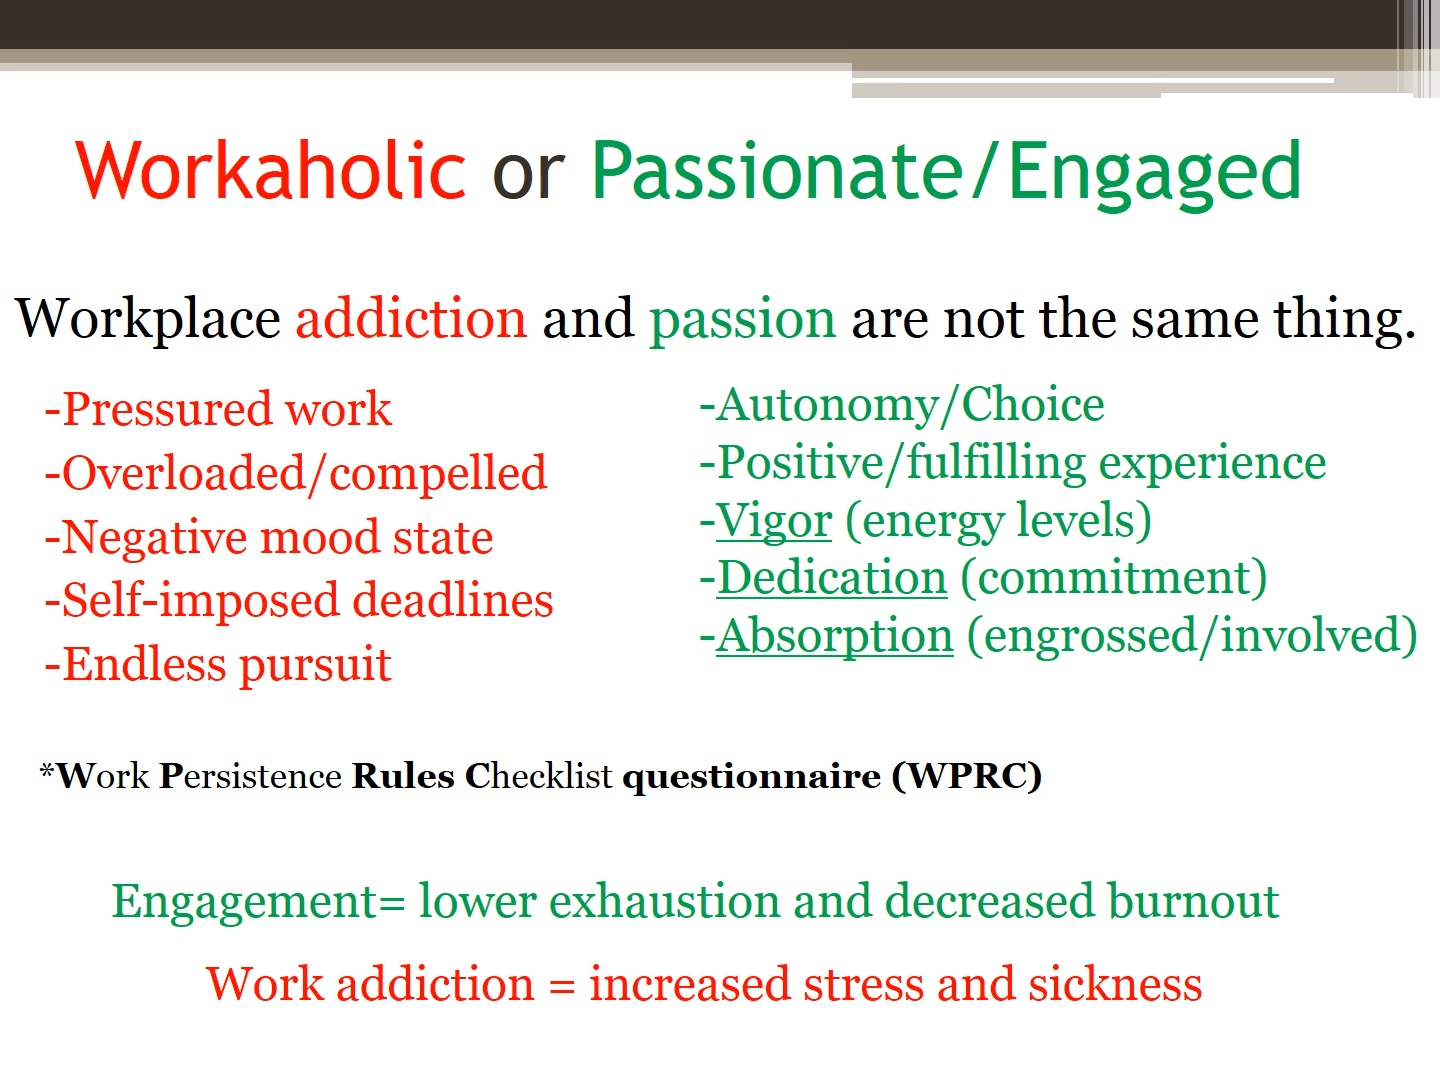 Workaholic or Passionate/Engaged
Workplace addiction and passion are not the same thing.
-Pressured work
-Overloaded/compelled
-Negative mood state
-Self-imposed deadlines
-Endless pursuit
-Autonomy/Choice
-Positive/fulfilling experience
-Vigor (energy levels)
-Dedication (commitment)
-Absorption (engrossed/involved)
*Work Persistence Rules Checklist questionnaire (WPRC)
Engagement= lower exhaustion and decreased burnout
Work addiction = increased stress and sickness